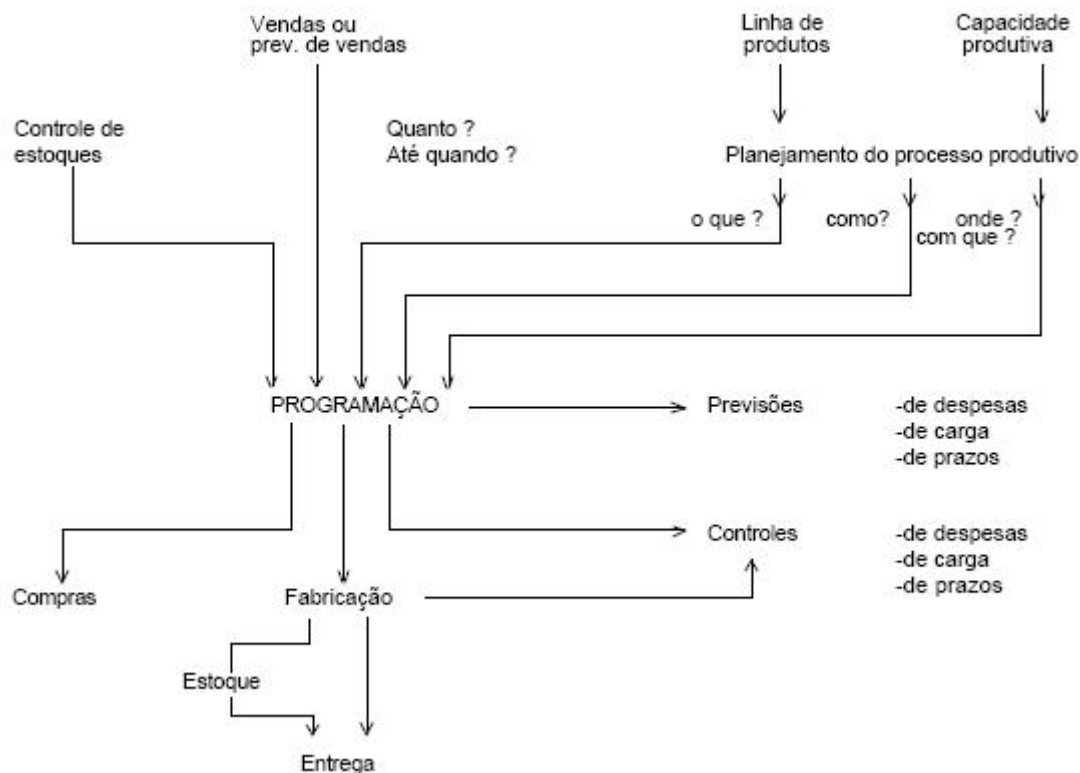 Vendas ou
prev. de vendas
Linha de
produtos
Capacidade
produtiva
Controle de
estoques
Quanto ?
Até quando ?
Planejamento do processo produtivo
o que ?
como?
onde ?
com que ?
PROGRAMAÇÃO
Previsões
-de despesas
-de carga
-de prazos
Controles
-de despesas
-de carga
-de prazos
Compras
Fabricação
Estoque
Entrega